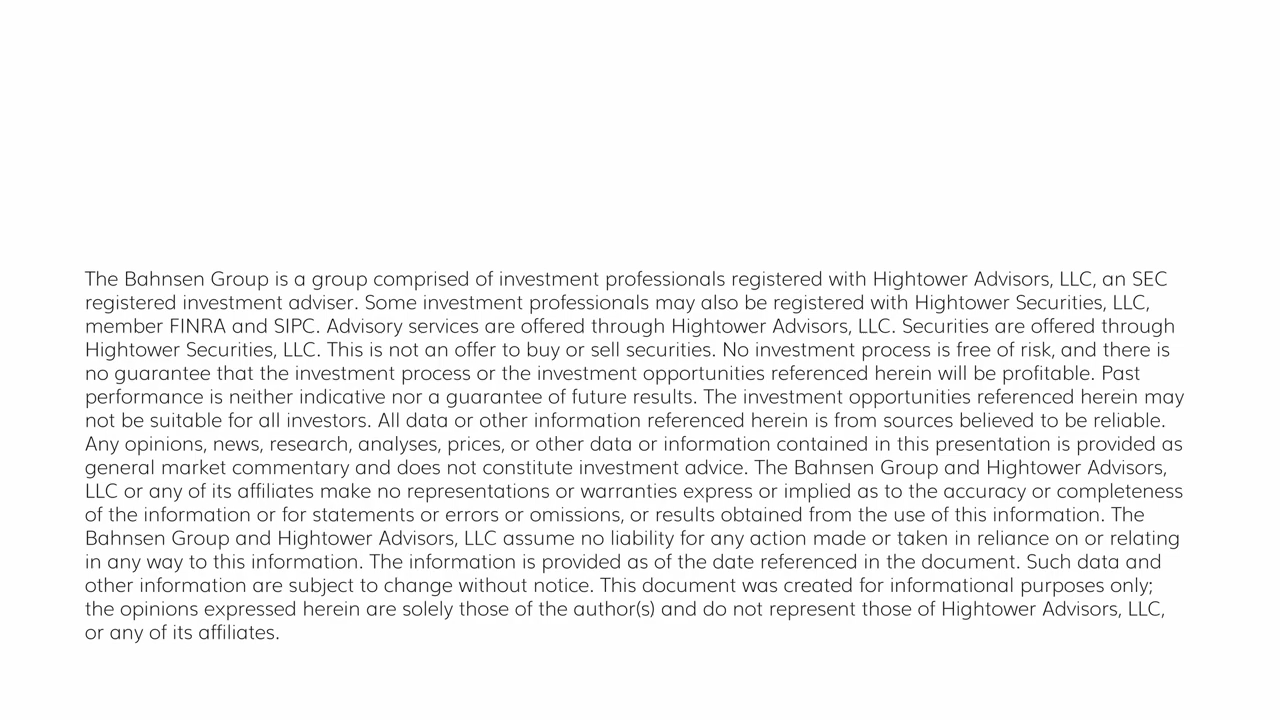 The Bahnsen Group is a group comprised of investment professionals registered with Hightower Advisors, LLC, an SEC
registered investment adviser. Some investment professionals may also be registered with Hightower Securities, LLC,
member FINRA and SIPC. Advisory services are offered through Hightower Advisors, LLC. Securities are offered through
Hightower Securities, LLC. This is not an offer to buy or sell securities. No investment process is free of risk, and there is
no guarantee that the investment process or the investment opportunities referenced herein will be profitable. Past
performance is neither indicative nor a guarantee of future results. The investment opportunities referenced herein may
not be suitable for all investors. All data or other information referenced herein is from sources believed to be reliable.
Any opinions, news, research, analyses, prices, or other data or information contained in this presentation is provided as
general market commentary and does not constitute investment advice. The Bahnsen Group and Hightower Advisors,
LLC or any of its affiliates make no representations or warranties express or implied as to the accuracy or completeness
of the information or for statements or errors or omissions, or results obtained from the use of this information. The
Bahnsen Group and Hightower Advisors, LLC assume no liability for any action made or taken in reliance on or relating
in any way to this information. The information is provided as of the date referenced in the document. Such data and
other information are subject to change without notice. This document was created for informational purposes only;
the opinions expressed herein are solely those of the author(s) and do not represent those of Hightower Advisors, LLC,
or any of its affiliates.